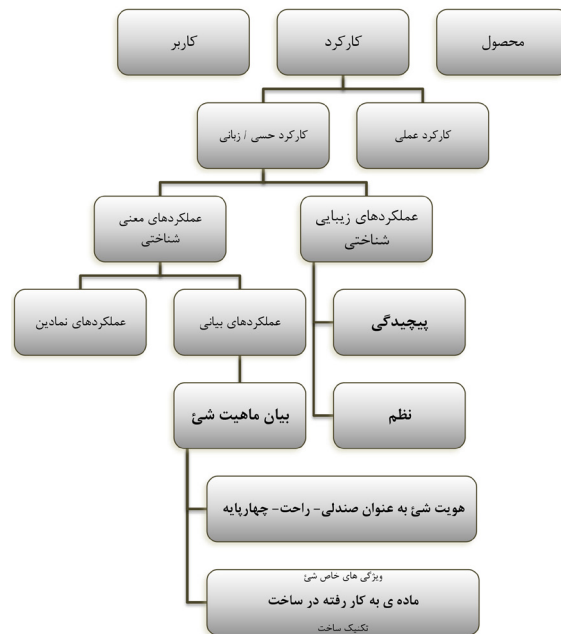 محصول
کارکرد
کاربر
کارکرد عملی
کارکرد حسی / زبانی
عملکردهای زیبایی
شناختی
عملکردهای معنی
شناختی
پیچیدگی
عملکردهای بیانی
عملکردهای نمادین
نظم
بیان ماهیت شئ
هویت شئ به عنوان صندلی- راحت- چهارپایه
ویژگی های خاص شئ
ماده ی به کار رفته در ساخت
تکنیک ساخت